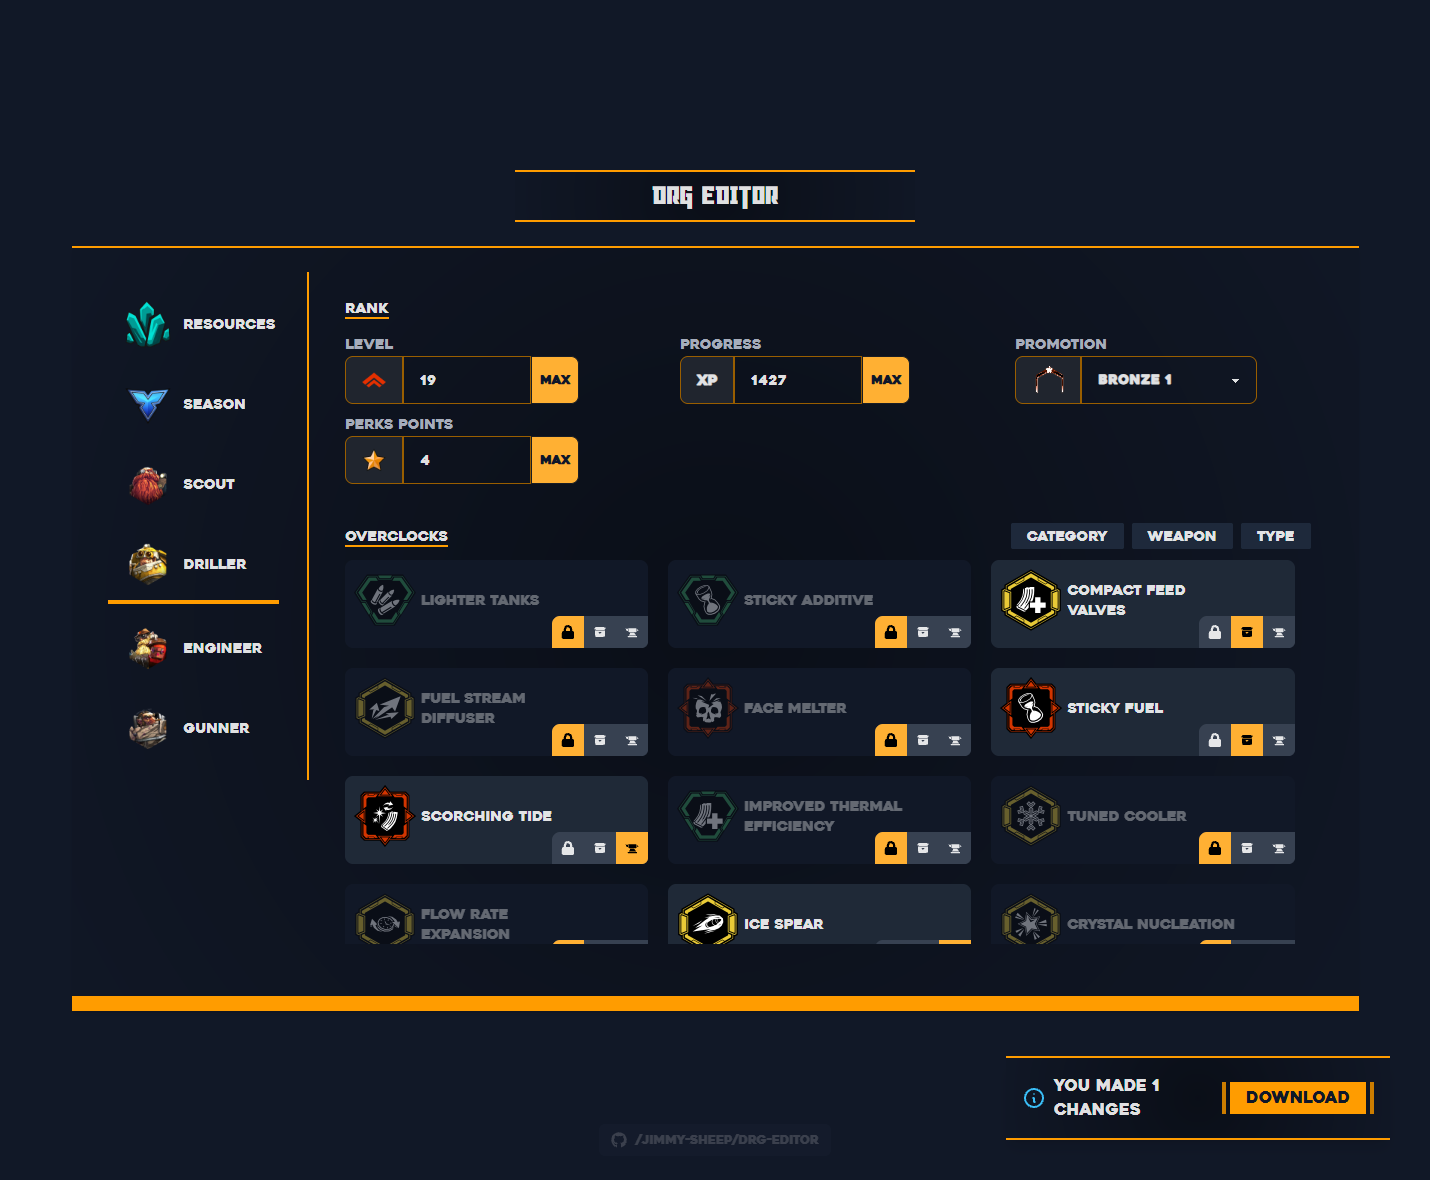 DRG EDITOR
RESOURCES
SEASON
SCOUT
DRILLER
ENGINEER
GUNNER
RANK
LEVEL
19
MAX
PROGRESS
XP
1427
MAX
PROMOTION
BRONZE 1
PERKS POINTS
4
MAX
OVERCLOCKS
CATEGORY
WEAPON
TYPE
LIGHTER TANKS
STICKY ADDITIVE
COMPACT FEED
VALVES
FUEL STREAM
DIFFUSER
FACE MELTER
STICKY FUEL
SCORCHING TIDE
IMPROVED THERMAL
EFFICIENCY
TUNED COOLER
FLOW RATE
EXPANSION
ICE SPEAR
CRYSTAL NUCLEATION
YOU MADE 1
CHANGES
DOWNLOAD
/JIMMY-SHEEP/DRG-EDITOR